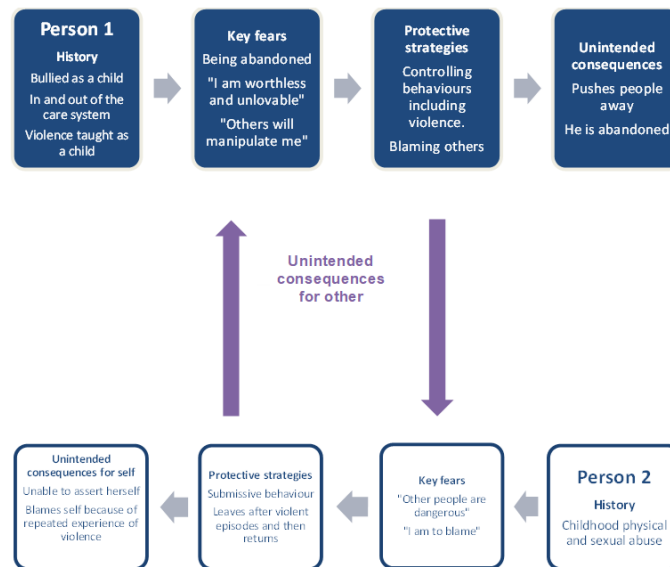 Person 1
History
Bullied as a child
In and out of the
care system
Violence taught as
a child
Key fears
Being abandoned
"I am worthless
and unlovable"
"Others will
manipulate me"
Protective
strategies
Controlling
behaviours
including
violence.
Blaming others
Unintended
consequences
Pushes people
away
He is abandoned
Unintended
consequences
for other
Unintended
consequences for self
Unable to assert herself
Blames self because of
repeated experience of
violence
Protective strategies
Submissive behaviour
Leaves after violent
episodes and then
returns
Key fears
"Other people are
dangerous"
"I am to blame"
Person 2
History
Childhood physical
and sexual abuse